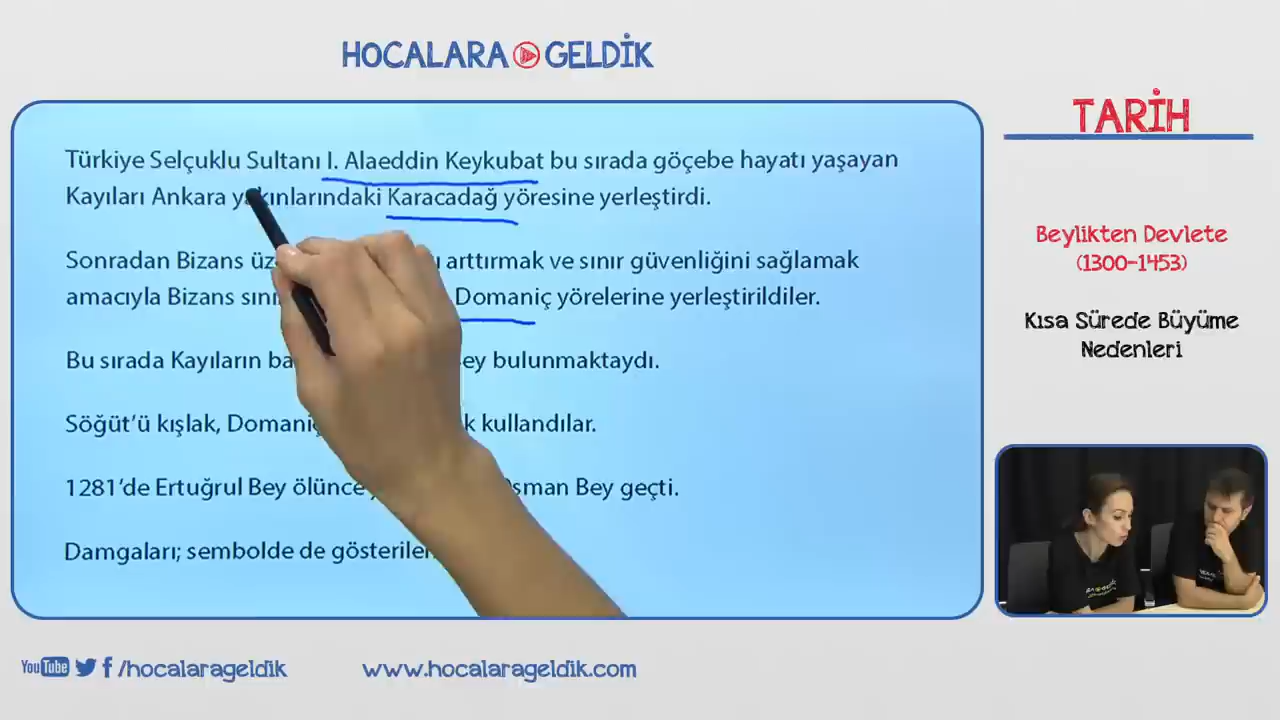 HOCALARA GELDİK
TARİH
Türkiye Selçuklu Sultanı I. Alaeddin Keykubat bu sırada göçebe hayatı yaşayan
Kayıları Ankara yakınlarındaki Karacadağ yöresine yerleştirdi.
Sonradan Bizans arttırmak ve sınır güvenliğini sağlamak
amacıyla Bizans Domaniç yörelerine yerleştirildiler.
Bu sırada Kayıların bulunmaktaydı.
Söğüt'ü kışlak, kullandılar.
1281'de Ertuğrul Bey ölünce Osman Bey geçti.
Damgaları; sembolde de
Beylikten Devlete
(1300-1453)
Kısa Sürede Büyüme
Nedenleri
YouTube /hocalarageldik
www.hocalarageldik.com